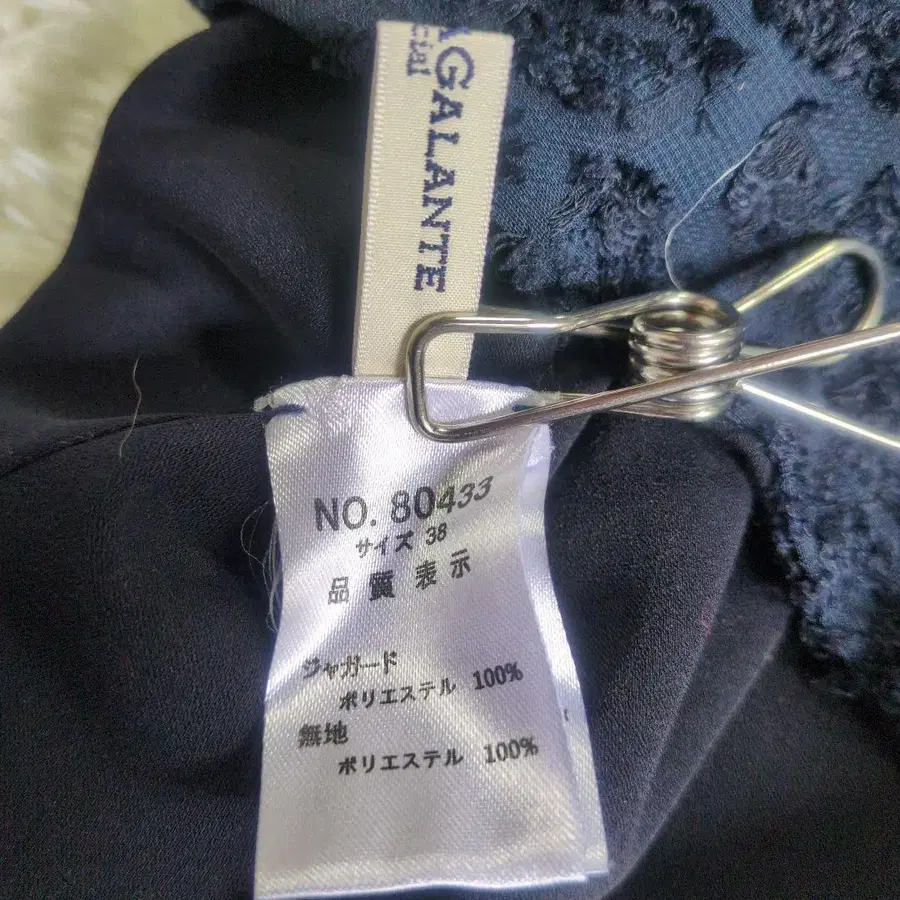 GALANTE
cial
NO. 80433
サイズ 38
品質表示
ジャガード
ポリエステル 100%
無地
ポリエステル 100%